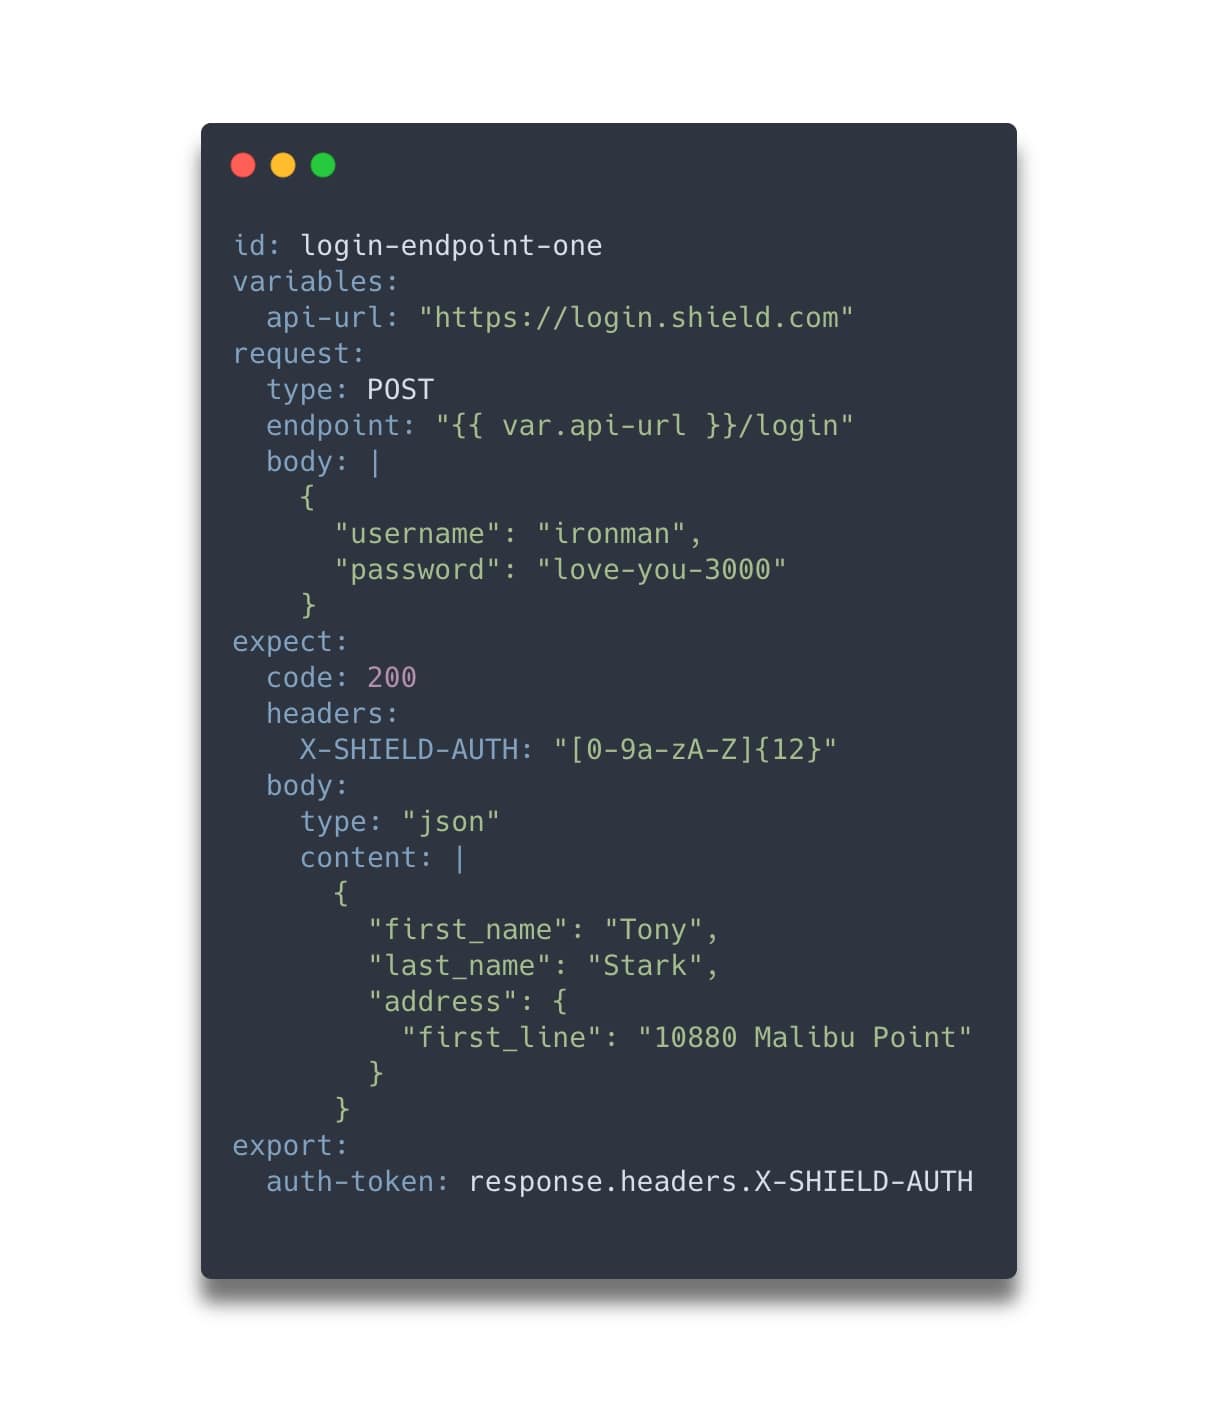 id: login-endpoint-one
variables:
  api-url: "https://login.shield.com"
request:
  type: POST
  endpoint: "{{ var.api-url }}/login"
  body: |
    {
      "username": "ironman",
      "password": "love-you-3000"
    }
expect:
  code: 200
  headers:
    X-SHIELD-AUTH: "[0-9a-zA-Z]{12}"
  body:
    type: "json"
    content: |
      {
        "first_name": "Tony",
        "last_name": "Stark",
        "address": {
          "first_line": "10880 Malibu Point"
        }
      }
export:
  auth-token: response.headers.X-SHIELD-AUTH